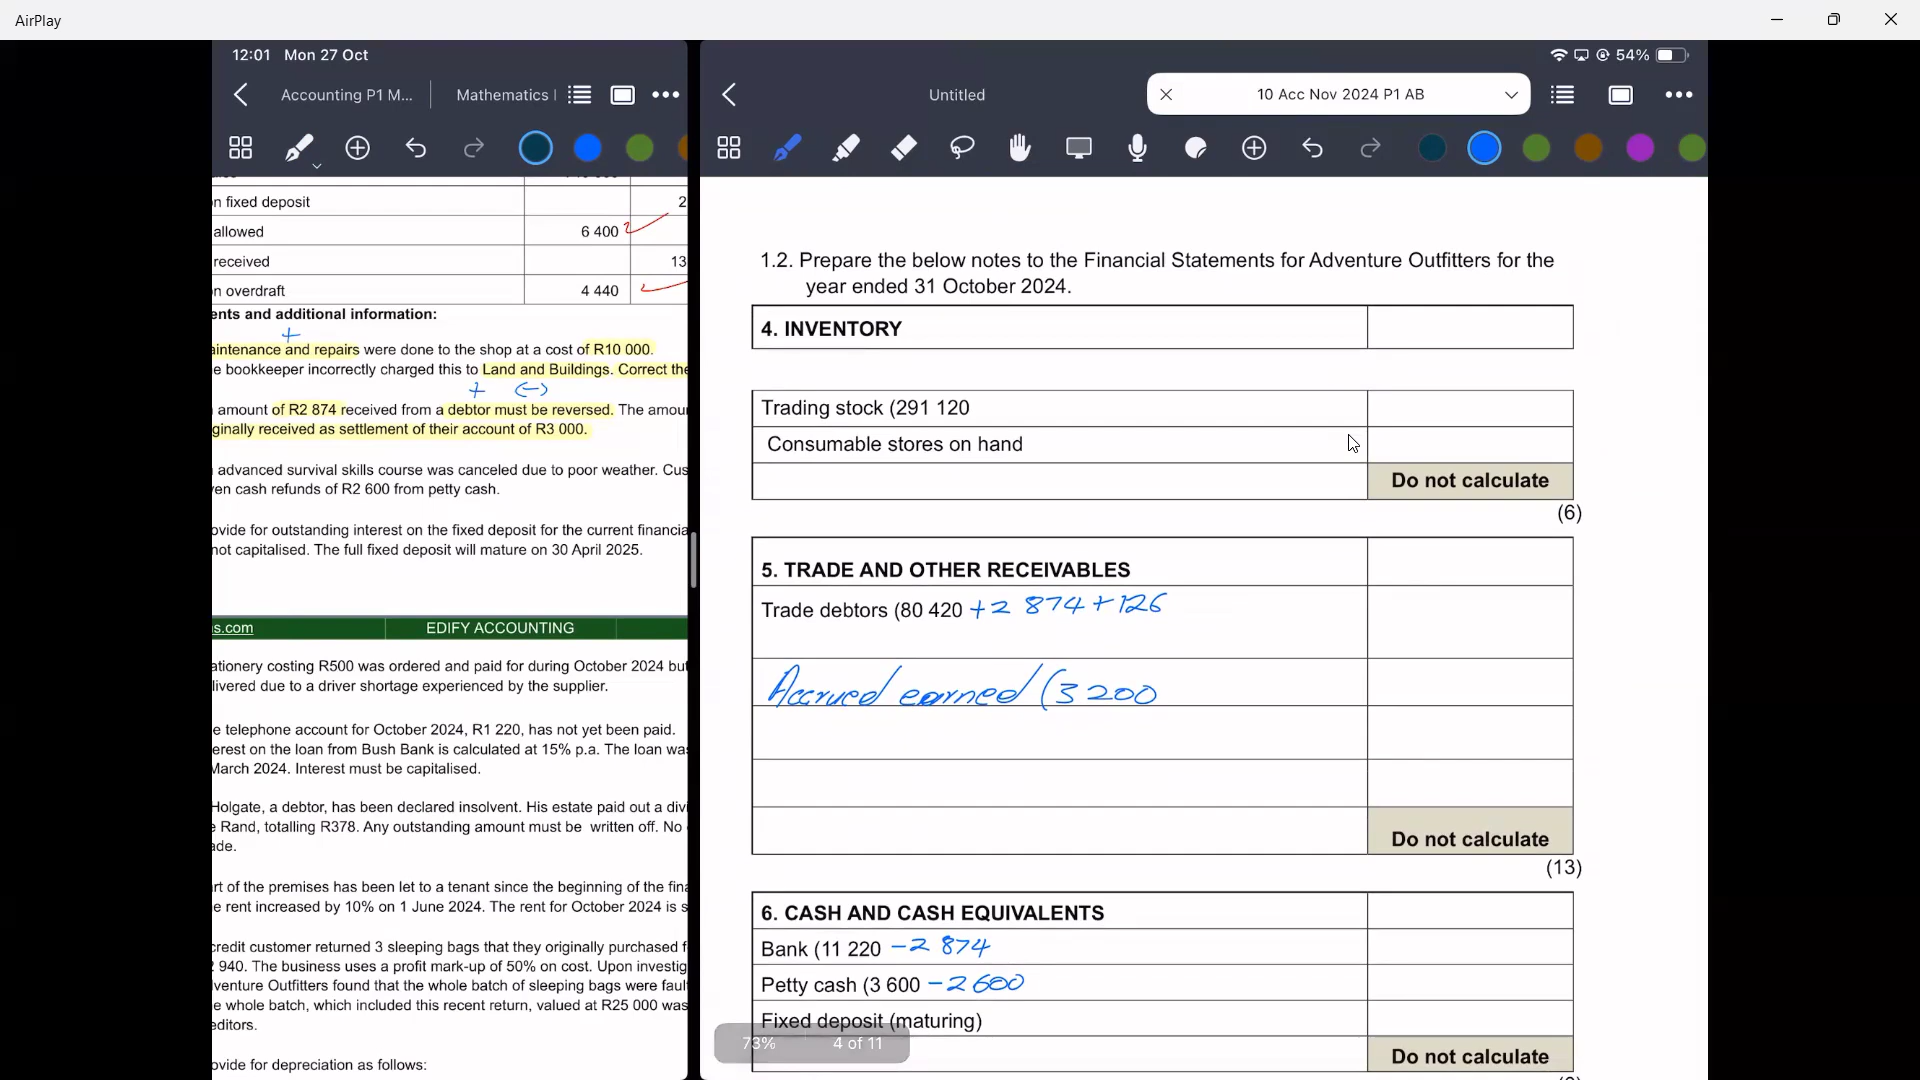 AirPlay
12:01 Mon 27 Oct
54%
Accounting P1 M...
Mathematics
Untitled
10 Acc Nov 2024 P1 AB
n fixed deposit
2
allowed
6 400
received
13
n overdraft
4 440
ents and additional information:
+
aintenance and repairs were done to the shop at a cost of R10 000.
e bookkeeper incorrectly charged this to Land and Buildings. Correct the
+ (-)
amount of R2 874 received from a debtor must be reversed. The amou
ginally received as settlement of their account of R3 000.
advanced survival skills course was canceled due to poor weather. Cus
en cash refunds of R2 600 from petty cash.
ovide for outstanding interest on the fixed deposit for the current financia
not capitalised. The full fixed deposit will mature on 30 April 2025.
s.com
EDIFY ACCOUNTING
ationery costing R500 was ordered and paid for during October 2024 but
livered due to a driver shortage experienced by the supplier.
e telephone account for October 2024, R1 220, has not yet been paid.
erest on the loan from Bush Bank is calculated at 15% p.a. The loan was
March 2024. Interest must be capitalised.
Holgate, a debtor, has been declared insolvent. His estate paid out a divi
e Rand, totalling R378. Any outstanding amount must be written off. No
ade.
rt of the premises has been let to a tenant since the beginning of the fina
e rent increased by 10% on 1 June 2024. The rent for October 2024 is s
credit customer returned 3 sleeping bags that they originally purchased f
2 940. The business uses a profit mark-up of 50% on cost. Upon investig
lventure Outfitters found that the whole batch of sleeping bags were faul
e whole batch, which included this recent return, valued at R25 000 was
editors.
ovide for depreciation as follows:
1.2. Prepare the below notes to the Financial Statements for Adventure Outfitters for the
year ended 31 October 2024.
4. INVENTORY
Trading stock (291 120
Consumable stores on hand
Do not calculate
(6)
5. TRADE AND OTHER RECEIVABLES
Trade debtors (80 420 +2 874 + 126
Accrued earned (3 200
Do not calculate
(13)
6. CASH AND CASH EQUIVALENTS
Bank (11 220 -2 874
Petty cash (3 600 -2600
Fixed deposit (maturing)
73% 4 of 11
Do not calculate